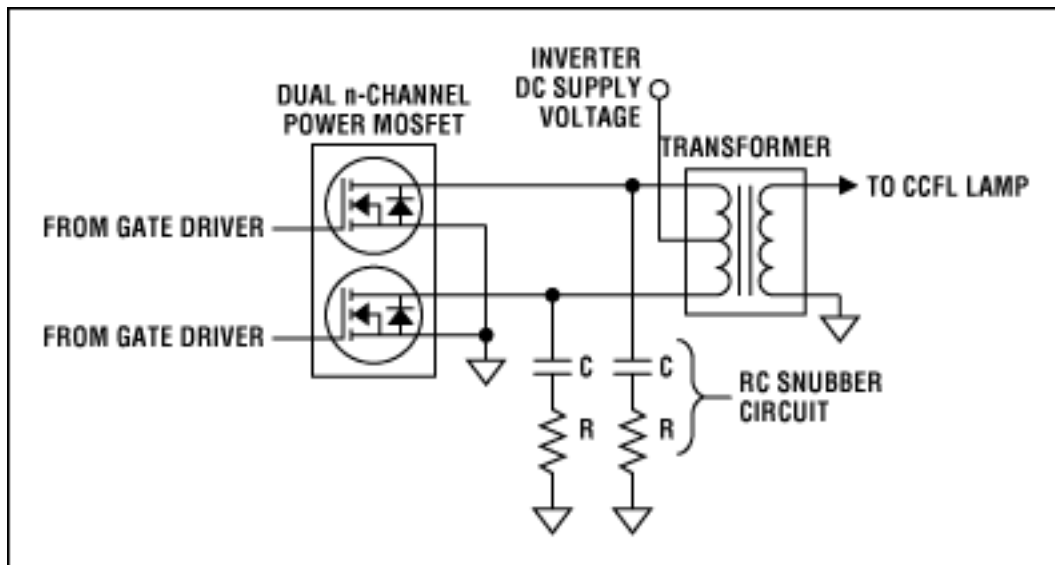 INVERTER
DC SUPPLY
VOLTAGE
DUAL n-CHANNEL
POWER MOSFET
TRANSFORMER
TO CCFL LAMP
FROM GATE DRIVER
FROM GATE DRIVER
C
C
R
R
RC SNUBBER
CIRCUIT